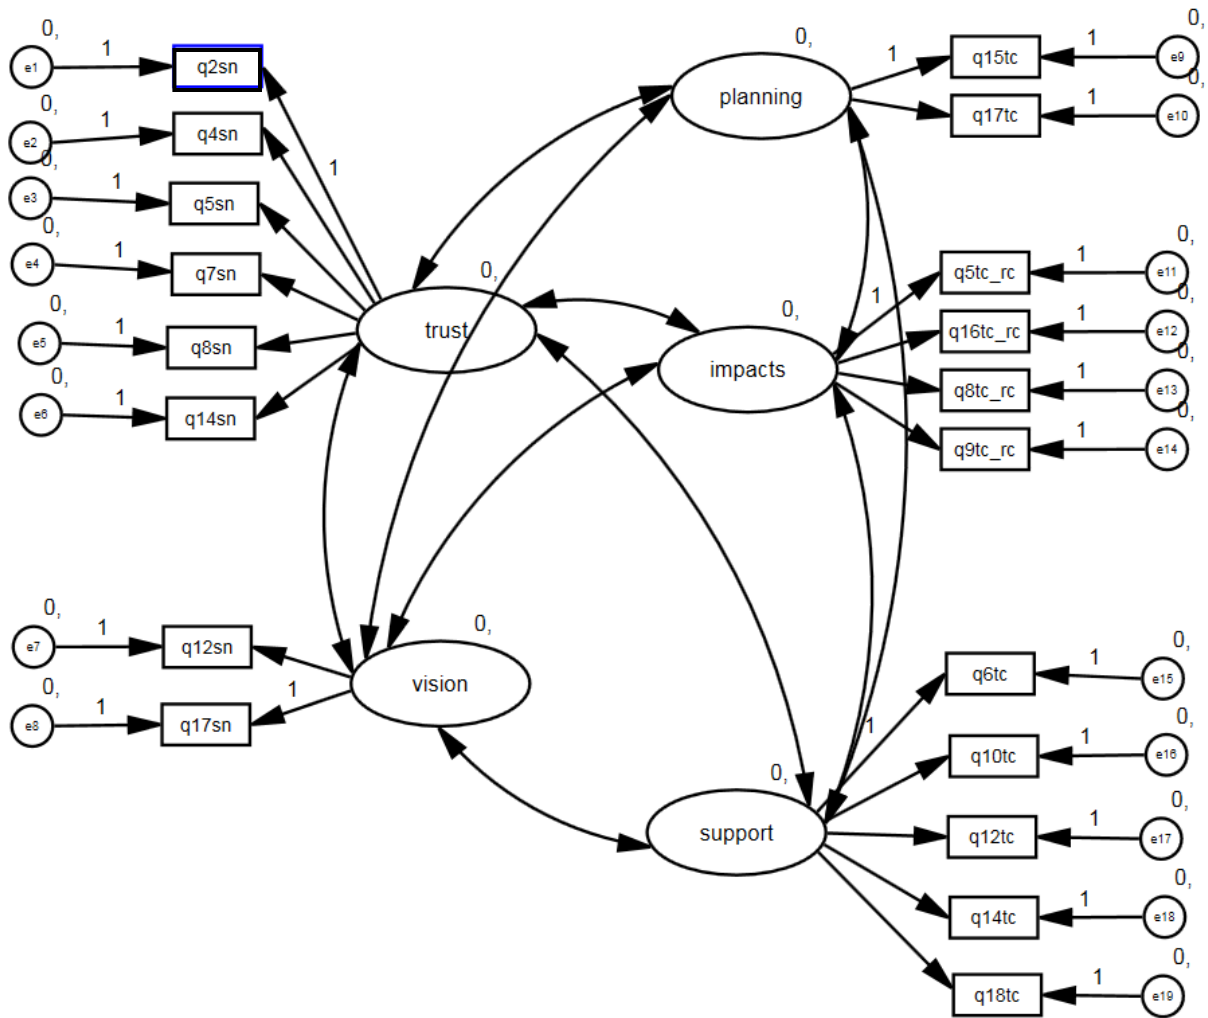 0,
e1
1
q2sn
0,
e2
1
q4sn
0,
e3
1
q5sn
0,
e4
1
q7sn
0,
e5
1
q8sn
0,
e6
1
q14sn
1
0,
trust
0,
planning
1
q15tc
1
0,
e9
q17tc
1
0,
e10
0,
impacts
1
q5tc_rc
1
0,
e11
q16tc_rc
1
0,
e12
q8tc_rc
1
0,
e13
q9tc_rc
1
0,
e14
0,
e7
1
q12sn
0,
e8
1
q17sn
1
0,
vision
0,
support
1
q6tc
1
0,
e15
q10tc
1
0,
e16
q12tc
1
0,
e17
q14tc
1
0,
e18
q18tc
1
0,
e19